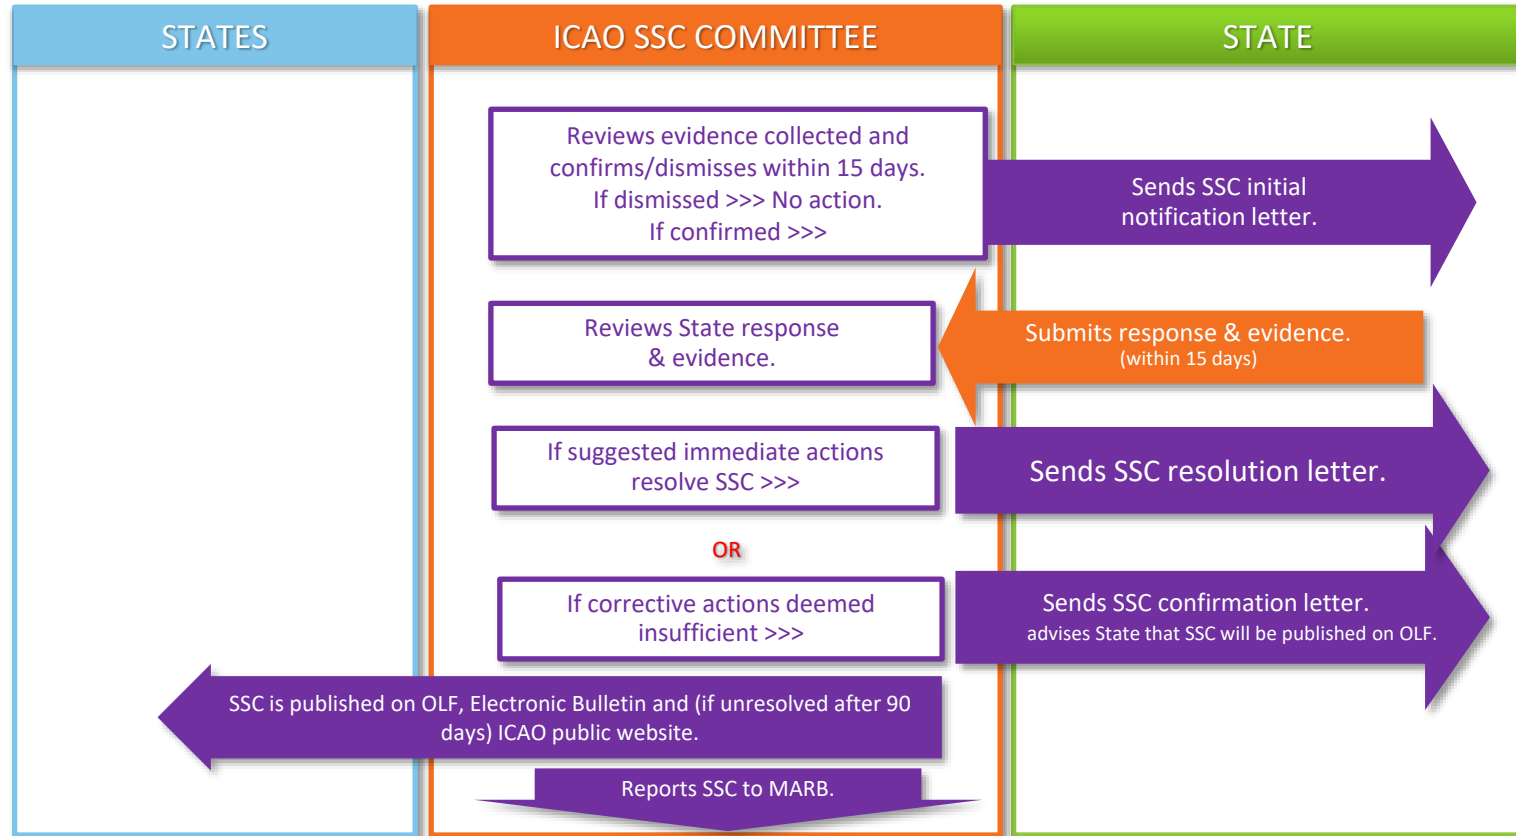 STATES
ICAO SSC COMMITTEE
STATE
Reviews evidence collected and
confirms/dismisses within 15 days.
If dismissed >>> No action.
If confirmed >>>
Sends SSC initial
notification letter.
Reviews State response
& evidence.
Submits response & evidence.
(within 15 days)
If suggested immediate actions
resolve SSC >>>
Sends SSC resolution letter.
OR
If corrective actions deemed
insufficient >>>
Sends SSC confirmation letter.
advises State that SSC will be published on OLF.
SSC is published on OLF, Electronic Bulletin and (if unresolved after 90
days) ICAO public website.
Reports SSC to MARB.